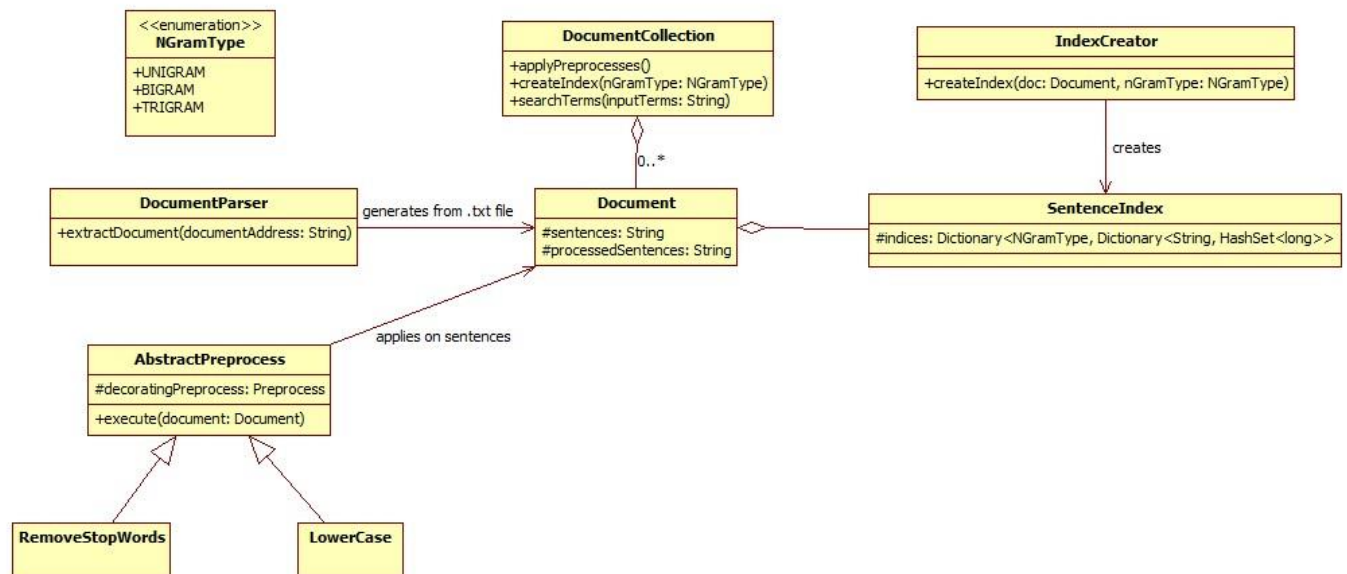 <<enumeration>>
NGramType
+UNIGRAM
+BIGRAM
+TRIGRAM
DocumentCollection
+applyPreprocesses()
+createIndex(nGramType: NGramType)
+searchTerms(inputTerms: String)
IndexCreator
+createIndex(doc: Document, nGramType: NGramType)
0..*
creates
DocumentParser
+extractDocument(documentAddress: String)
generates from .txt file
Document
#sentences: String
#processedSentences: String
SentenceIndex
#indices: Dictionary<NGramType, Dictionary<String, HashSet<long>>
applies on sentences
AbstractPreprocess
#decoratingPreprocess: Preprocess
+execute(document: Document)
RemoveStopWords
LowerCase